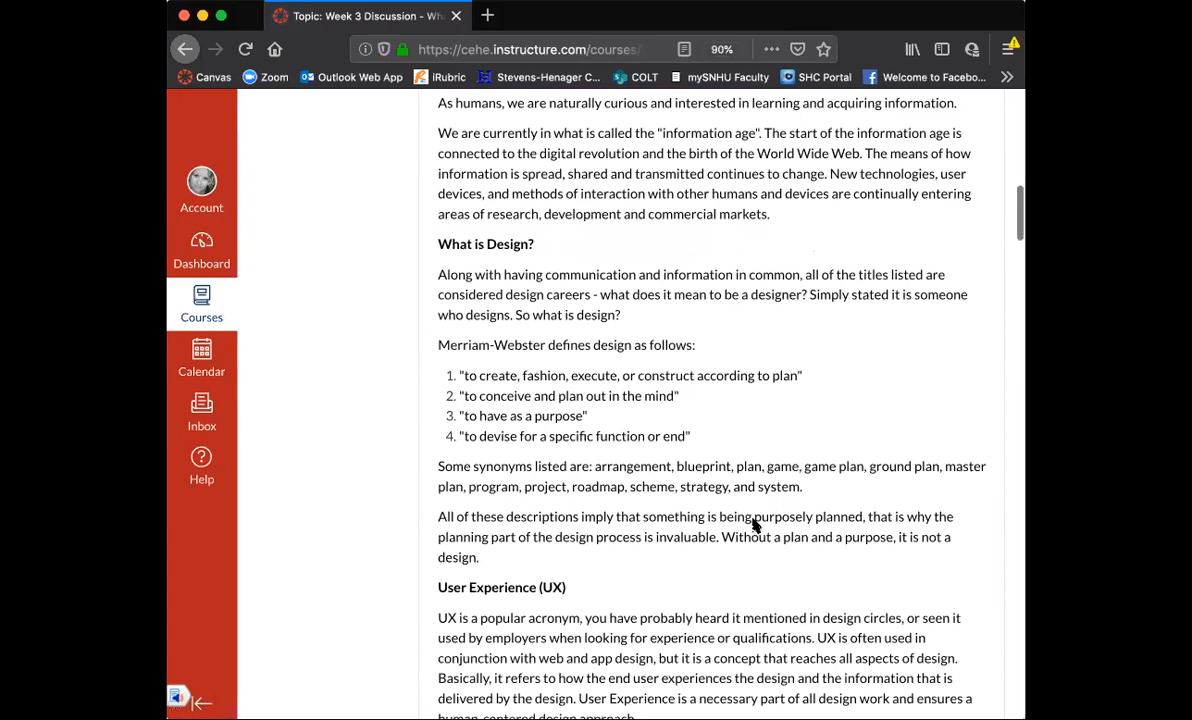 Topic: Week 3 Discussion - Wh
https://cehe.instructure.com/courses/
90%
Canvas
Zoom
Outlook Web App
iRubric
Stevens-Henager C...
COLT
mySNHU Faculty
SHC Portal
Welcome to Facebo...
Account
Dashboard
Courses
Calendar
Inbox
Help
As humans, we are naturally curious and interested in learning and acquiring information.
We are currently in what is called the "information age". The start of the information age is
connected to the digital revolution and the birth of the World Wide Web. The means of how
information is spread, shared and transmitted continues to change. New technologies, user
devices, and methods of interaction with other humans and devices are continually entering
areas of research, development and commercial markets.
What is Design?
Along with having communication and information in common, all of the titles listed are
considered design careers - what does it mean to be a designer? Simply stated it is someone
who designs. So what is design?
Merriam-Webster defines design as follows:
1. "to create, fashion, execute, or construct according to plan"
2. "to conceive and plan out in the mind"
3. "to have as a purpose"
4. "to devise for a specific function or end"
Some synonyms listed are: arrangement, blueprint, plan, game, game plan, ground plan, master
plan, program, project, roadmap, scheme, strategy, and system.
All of these descriptions imply that something is being purposely planned, that is why the
planning part of the design process is invaluable. Without a plan and a purpose, it is not a
design.
User Experience (UX)
UX is a popular acronym, you have probably heard it mentioned in design circles, or seen it
used by employers when looking for experience or qualifications. UX is often used in
conjunction with web and app design, but it is a concept that reaches all aspects of design.
Basically, it refers to how the end user experiences the design and the information that is
delivered by the design. User Experience is a necessary part of all design work and ensures a
human-centered design approach.